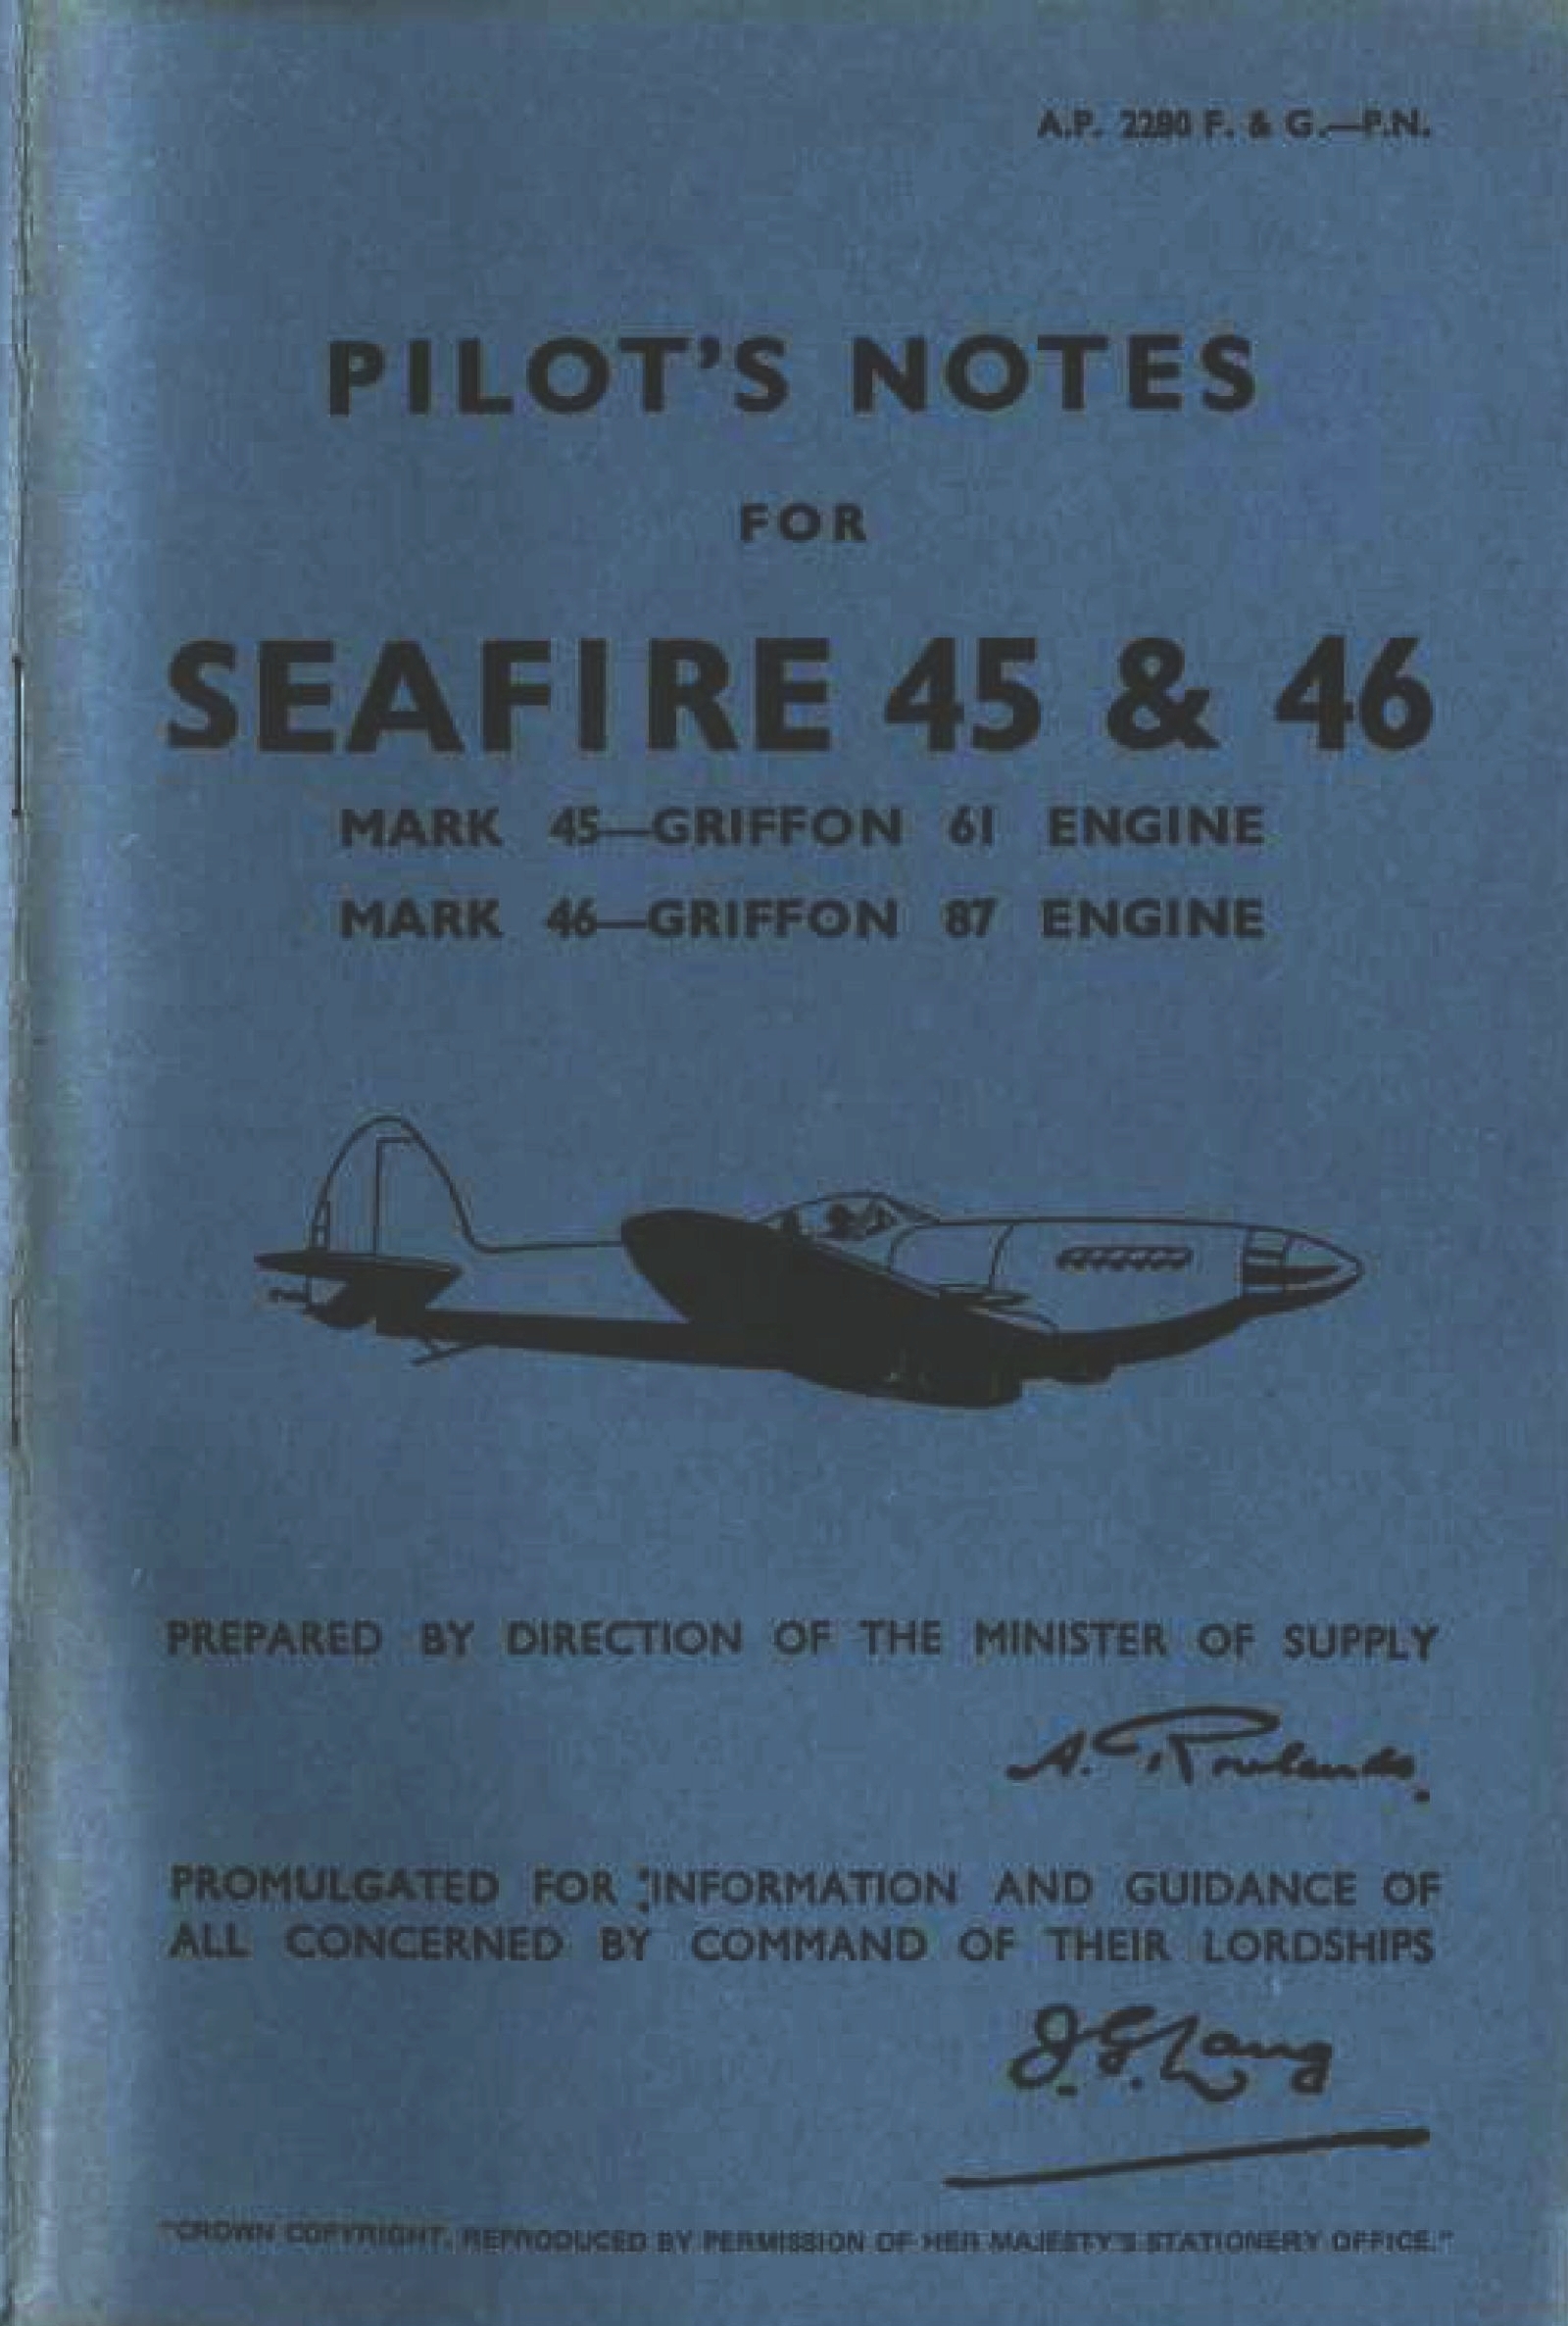 A.P. 2280 F. & G.—P.N.
PILOT'S NOTES
FOR
SEAFIRE 45 & 46
MARK 45—GRIFFON 61 ENGINE
MARK 46—GRIFFON 87 ENGINE
PREPARED BY DIRECTION OF THE MINISTER OF SUPPLY
A. Rowlands.
PROMULGATED FOR INFORMATION AND GUIDANCE OF
ALL CONCERNED BY COMMAND OF THEIR LORDSHIPS
J.G. Lang
"CROWN COPYRIGHT, REPRODUCED BY PERMISSION OF HER MAJESTY'S STATIONERY OFFICE."